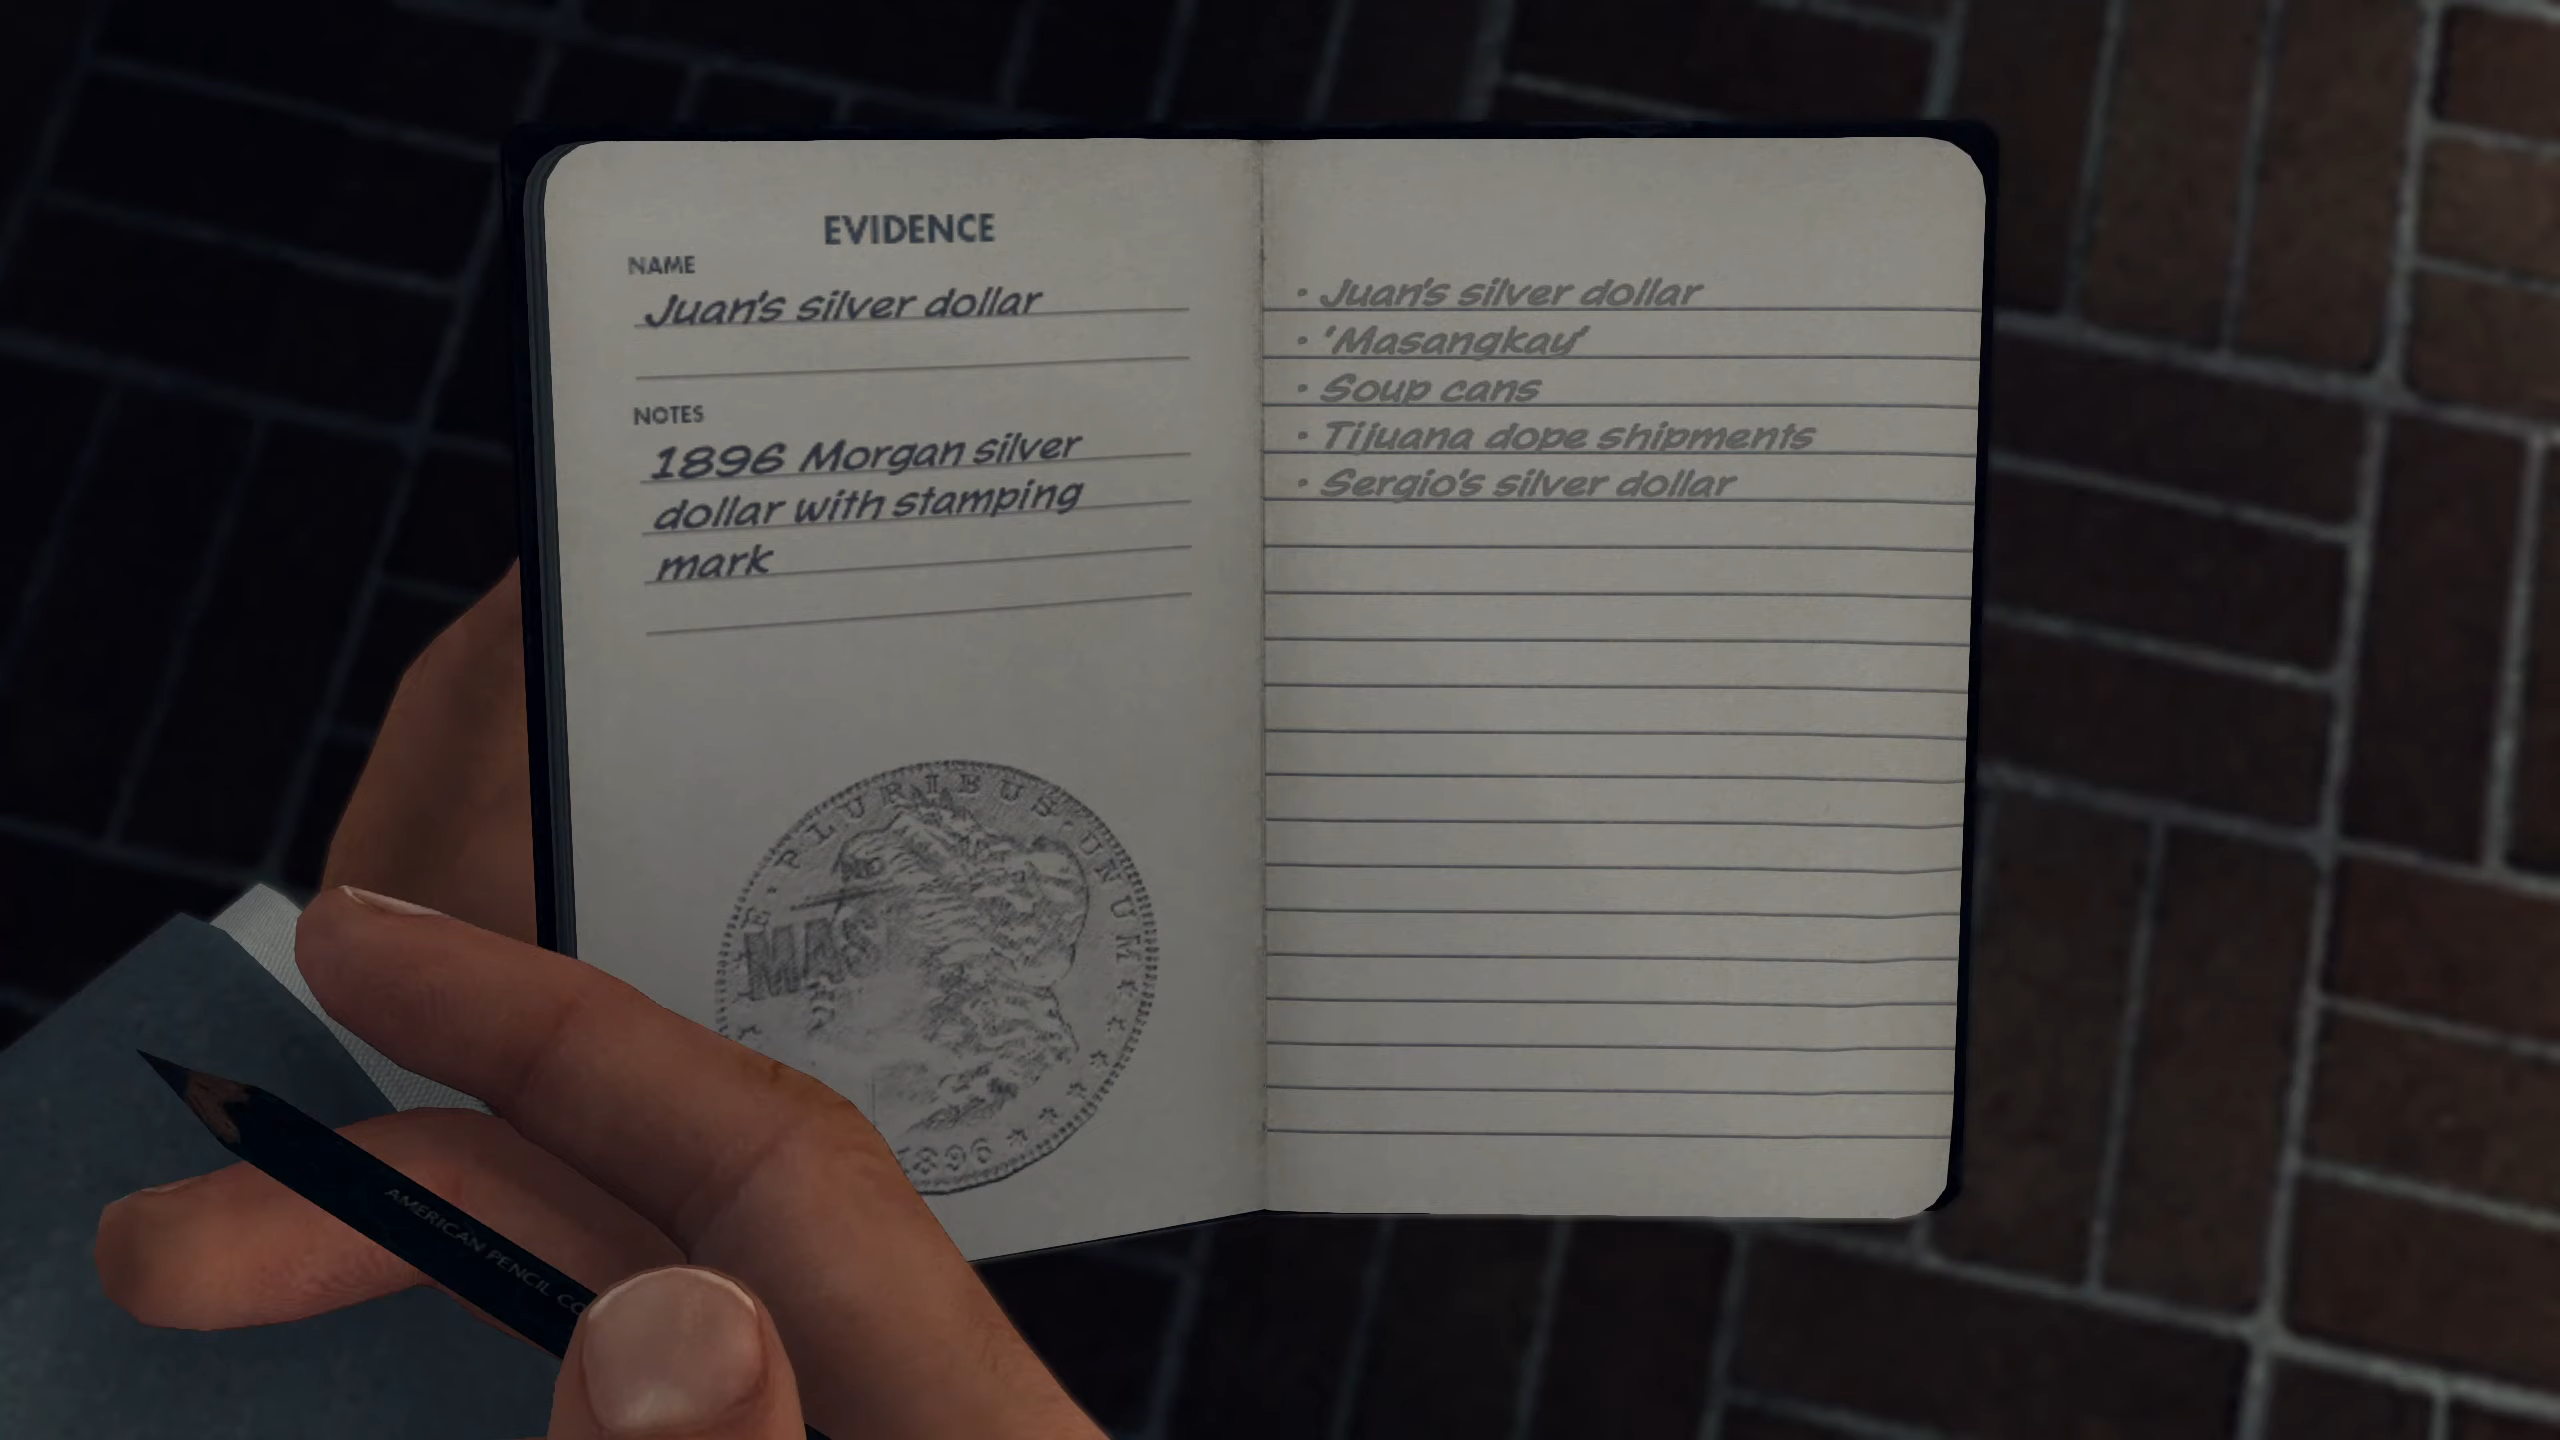 EVIDENCE
NAME
Juan's silver dollar
NOTES
1896 Morgan silver
dollar with stamping
mark
E · PLURIBUS · UNUM
MAS
1896
• Juan's silver dollar
• 'Masangkay'
• Soup cans
• Tijuana dope shipments
• Sergio's silver dollar
AMERICAN PENCIL CO